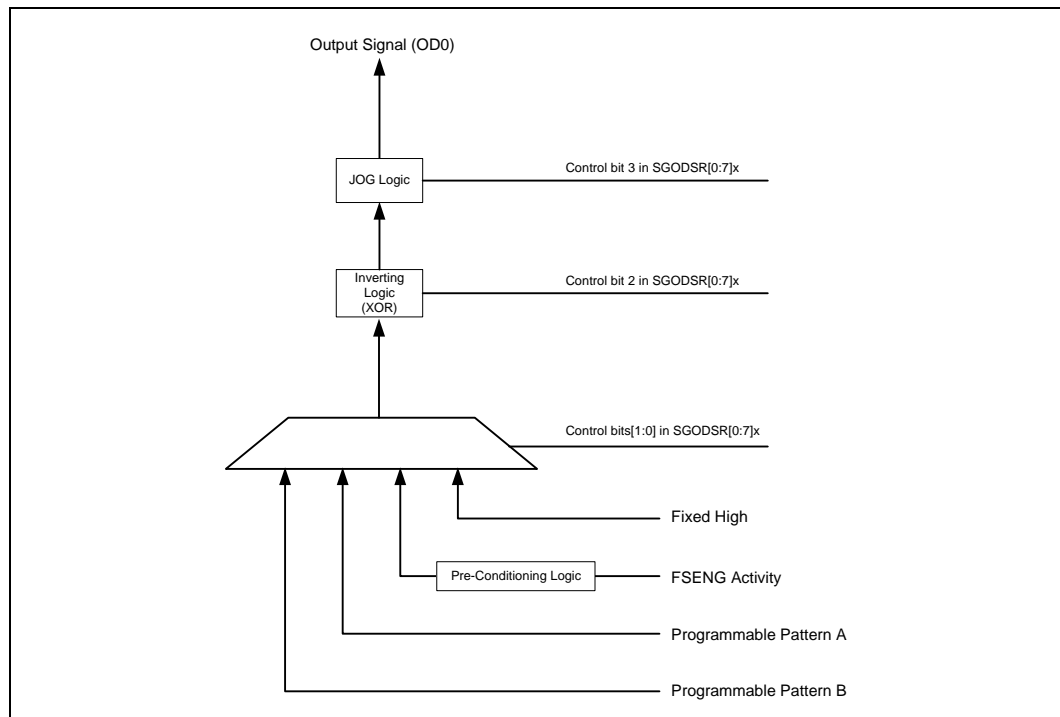 Output Signal (OD0)
JOG Logic
Control bit 3 in SGODSR[0:7]x
Inverting
Logic
(XOR)
Control bit 2 in SGODSR[0:7]x
Control bits[1:0] in SGODSR[0:7]x
Fixed High
Pre-Conditioning Logic
FSENG Activity
Programmable Pattern A
Programmable Pattern B